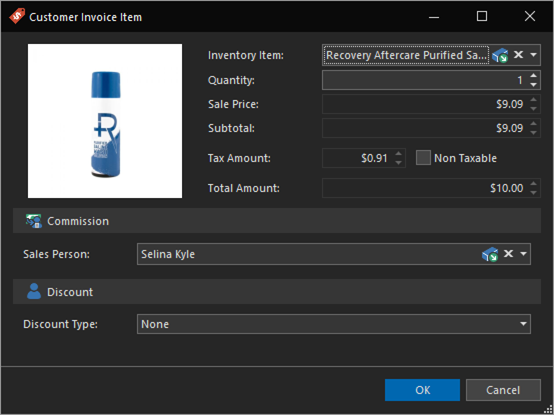 Customer Invoice Item
Inventory Item: Recovery Aftercare Purified Sa...
Quantity: 1
Sale Price: $9.09
Subtotal: $9.09
Tax Amount: $0.91 Non Taxable
Total Amount: $10.00
Commission
Sales Person: Selina Kyle
Discount
Discount Type: None
OK Cancel